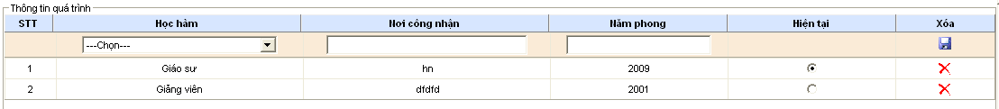 Thông tin quá trình
STT Học hàm Nơi công nhận Năm phong Hiện tại Xóa
---Chọn---
1 Giáo sư hn 2009
2 Giảng viên dfdfd 2001